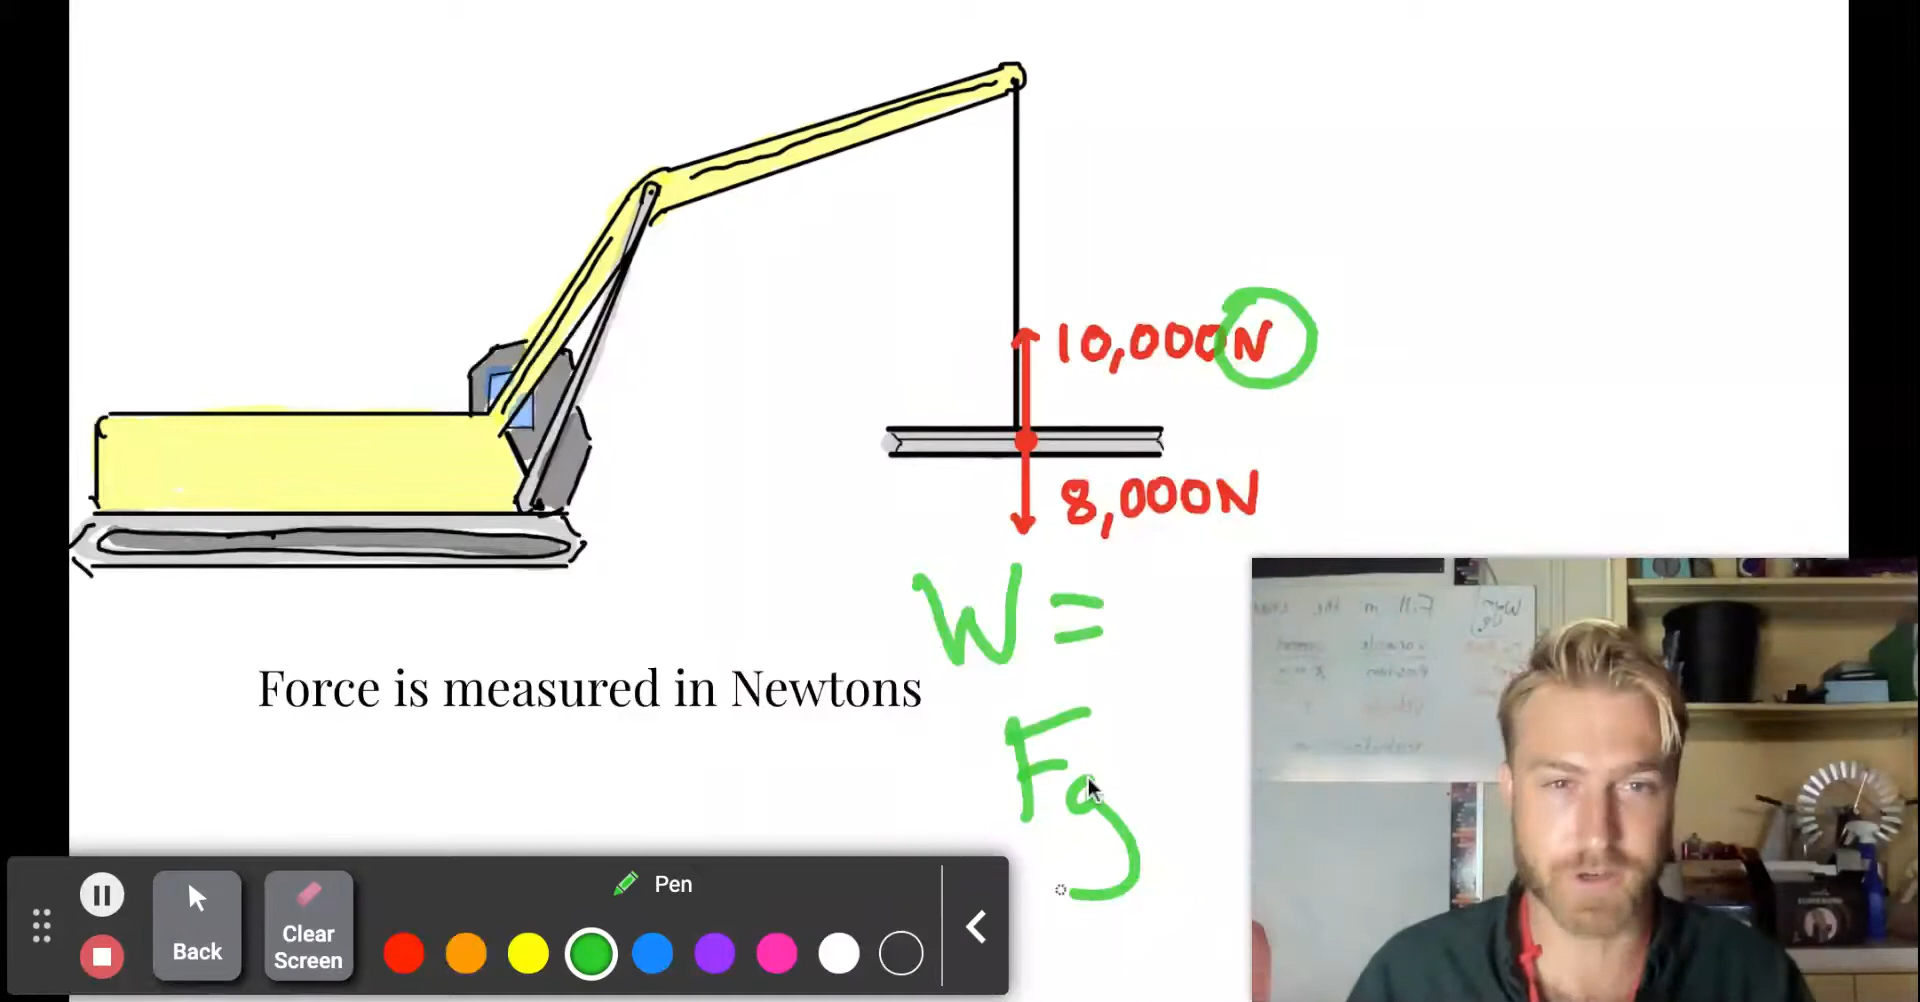 10,000N
8,000N
W =
Force is measured in Newtons
Fg
Pen
Back
Clear
Screen